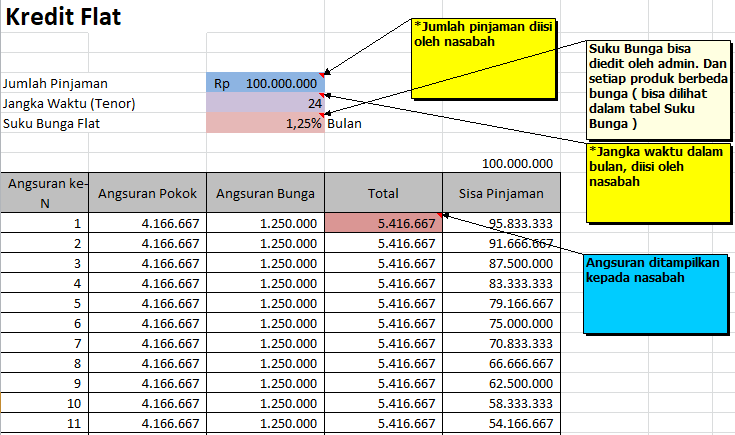 Kredit Flat
*Jumlah pinjaman diisi
oleh nasabah
Suku Bunga bisa
diedit oleh admin. Dan
setiap produk berbeda
bunga ( bisa dilihat
dalam tabel Suku
Bunga )
Jumlah Pinjaman Rp 100.000.000
Jangka Waktu (Tenor) 24
Suku Bunga Flat 1,25% Bulan
*Jangka waktu dalam
bulan, diisi oleh
nasabah
100.000.000
Angsuran ke-
N
Angsuran Pokok Angsuran Bunga Total Sisa Pinjaman
1 4.166.667 1.250.000 5.416.667 95.833.333
2 4.166.667 1.250.000 5.416.667 91.666.667
3 4.166.667 1.250.000 5.416.667 87.500.000
4 4.166.667 1.250.000 5.416.667 83.333.333
5 4.166.667 1.250.000 5.416.667 79.166.667
6 4.166.667 1.250.000 5.416.667 75.000.000
7 4.166.667 1.250.000 5.416.667 70.833.333
8 4.166.667 1.250.000 5.416.667 66.666.667
9 4.166.667 1.250.000 5.416.667 62.500.000
10 4.166.667 1.250.000 5.416.667 58.333.333
11 4.166.667 1.250.000 5.416.667 54.166.667
Angsuran ditampilkan
kepada nasabah